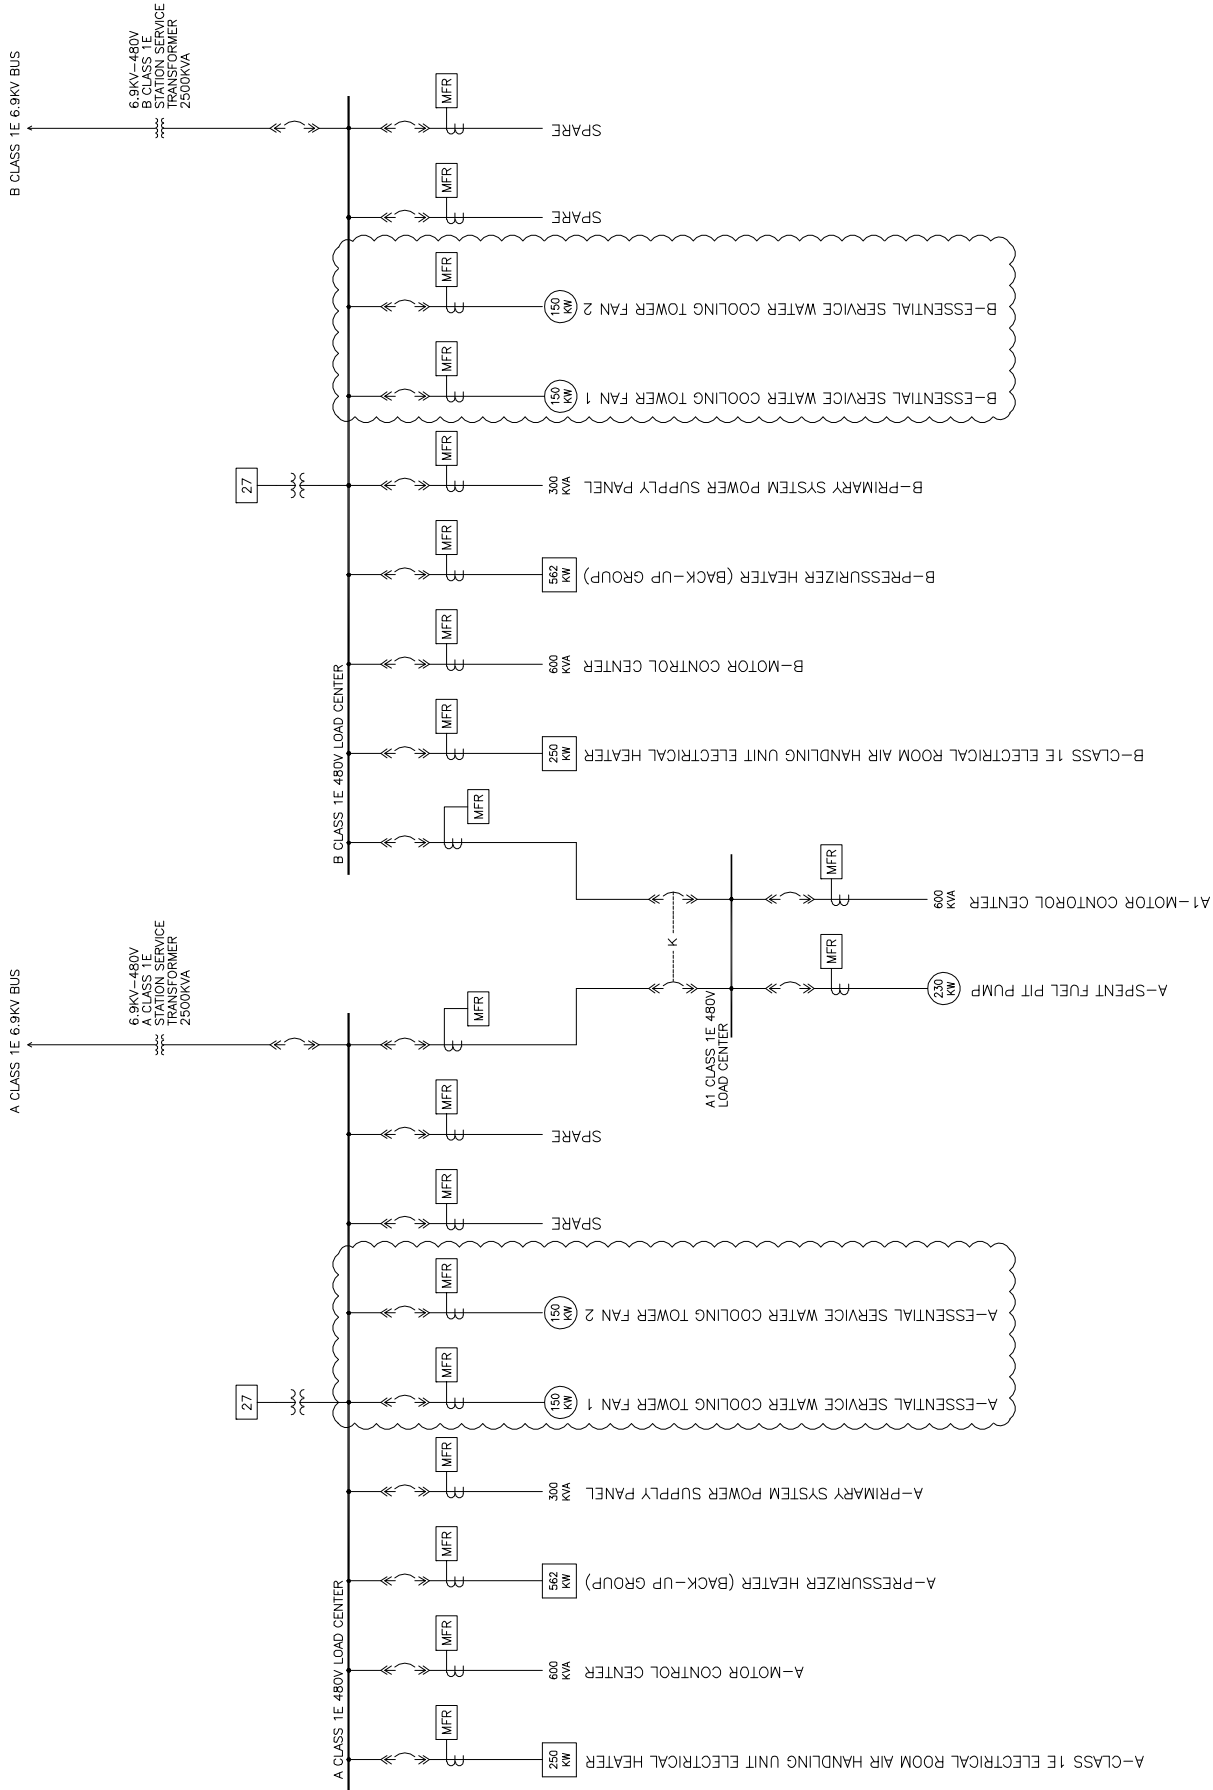 A CLASS 1E 6.9KV BUS
6.9KV-480V
A CLASS 1E
STATION SERVICE
TRANSFORMER
2500KVA
27
A CLASS 1E 480V LOAD CENTER
MFR
MFR
MFR
MFR
MFR
MFR
MFR
MFR
MFR
250
KW
A-CLASS 1E ELECTRICAL ROOM AIR HANDLING UNIT ELECTRICAL HEATER
600
KVA
A-MOTOR CONTROL CENTER
562
KW
A-PRESSURIZER HEATER (BACK-UP GROUP)
300
KVA
A-PRIMARY SYSTEM POWER SUPPLY PANEL
150
KW
A-ESSENTIAL SERVICE WATER COOLING TOWER FAN 1
150
KW
A-ESSENTIAL SERVICE WATER COOLING TOWER FAN 2
SPARE
SPARE
B CLASS 1E 6.9KV BUS
6.9KV-480V
B CLASS 1E
STATION SERVICE
TRANSFORMER
2500KVA
27
B CLASS 1E 480V LOAD CENTER
MFR
MFR
MFR
MFR
MFR
MFR
MFR
MFR
MFR
250
KW
B-CLASS 1E ELECTRICAL ROOM AIR HANDLING UNIT ELECTRICAL HEATER
600
KVA
B-MOTOR CONTROL CENTER
562
KW
B-PRESSURIZER HEATER (BACK-UP GROUP)
300
KVA
B-PRIMARY SYSTEM POWER SUPPLY PANEL
150
KW
B-ESSENTIAL SERVICE WATER COOLING TOWER FAN 1
150
KW
B-ESSENTIAL SERVICE WATER COOLING TOWER FAN 2
SPARE
SPARE
K
A1 CLASS 1E 480V
LOAD CENTER
MFR
MFR
230
KW
A-SPENT FUEL PIT PUMP
600
KVA
A1-MOTOR CONTOROL CENTER